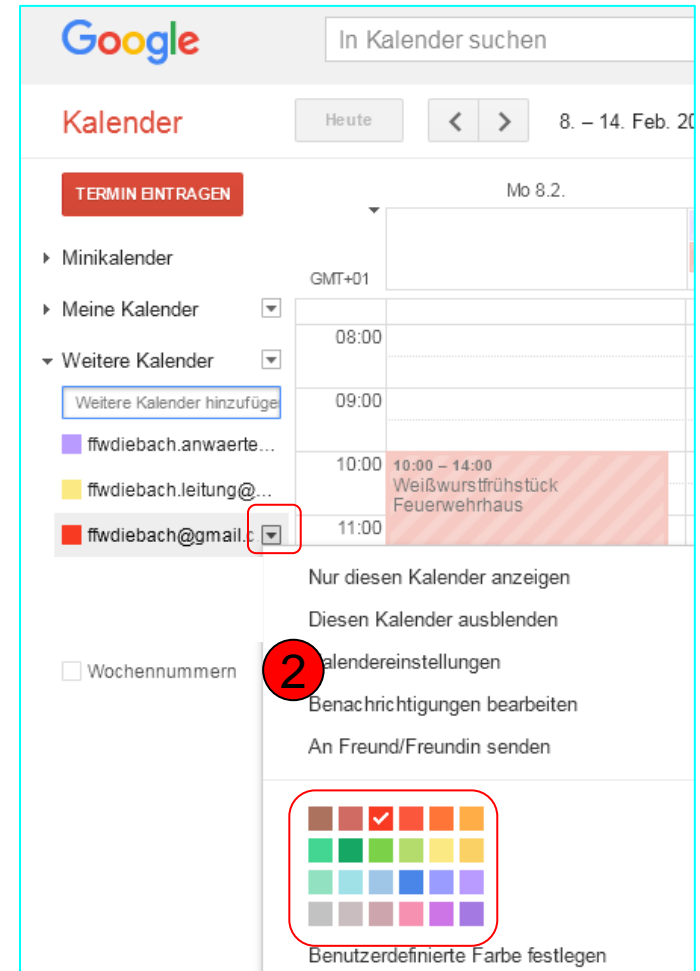 Google
In Kalender suchen
Kalender
Heute
8. – 14. Feb. 20
TERMIN EINTRAGEN
Mo 8.2.
Minikalender
GMT+01
Meine Kalender
08:00
Weitere Kalender
Weitere Kalender hinzufüge
09:00
ffwdiebach.anwaerte...
10:00
10:00 – 14:00
Weißwurstfrühstück
Feuerwehrhaus
ffwdiebach.leitung@...
11:00
ffwdiebach@gmail.c
Nur diesen Kalender anzeigen
Diesen Kalender ausblenden
2
alendereinstellungen
Wochennummern
Benachrichtigungen bearbeiten
An Freund/Freundin senden
Benutzerdefinierte Farbe festlegen